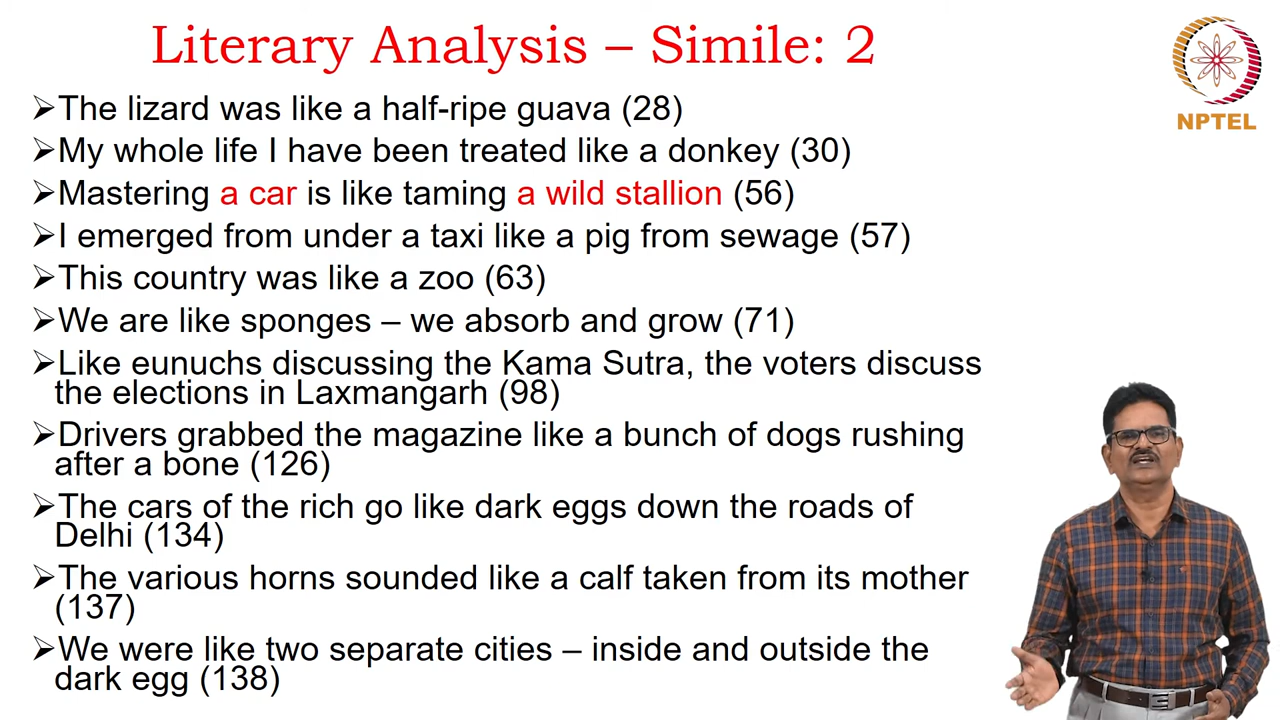 Literary Analysis – Simile: 2
NPTEL
➢The lizard was like a half-ripe guava (28)
➢My whole life I have been treated like a donkey (30)
➢Mastering a car is like taming a wild stallion (56)
➢I emerged from under a taxi like a pig from sewage (57)
➢This country was like a zoo (63)
➢We are like sponges – we absorb and grow (71)
➢Like eunuchs discussing the Kama Sutra, the voters discuss
the elections in Laxmangarh (98)
➢Drivers grabbed the magazine like a bunch of dogs rushing
after a bone (126)
➢The cars of the rich go like dark eggs down the roads of
Delhi (134)
➢The various horns sounded like a calf taken from its mother
(137)
➢We were like two separate cities – inside and outside the
dark egg (138)